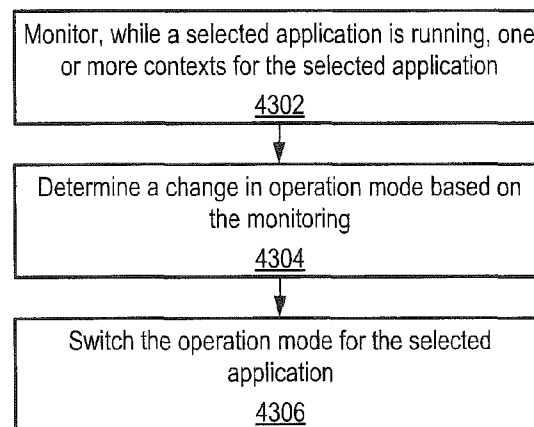 Monitor, while a selected application is running, one
or more contexts for the selected application
4302
Determine a change in operation mode based on
the monitoring
4304
Switch the operation mode for the selected
application
4306